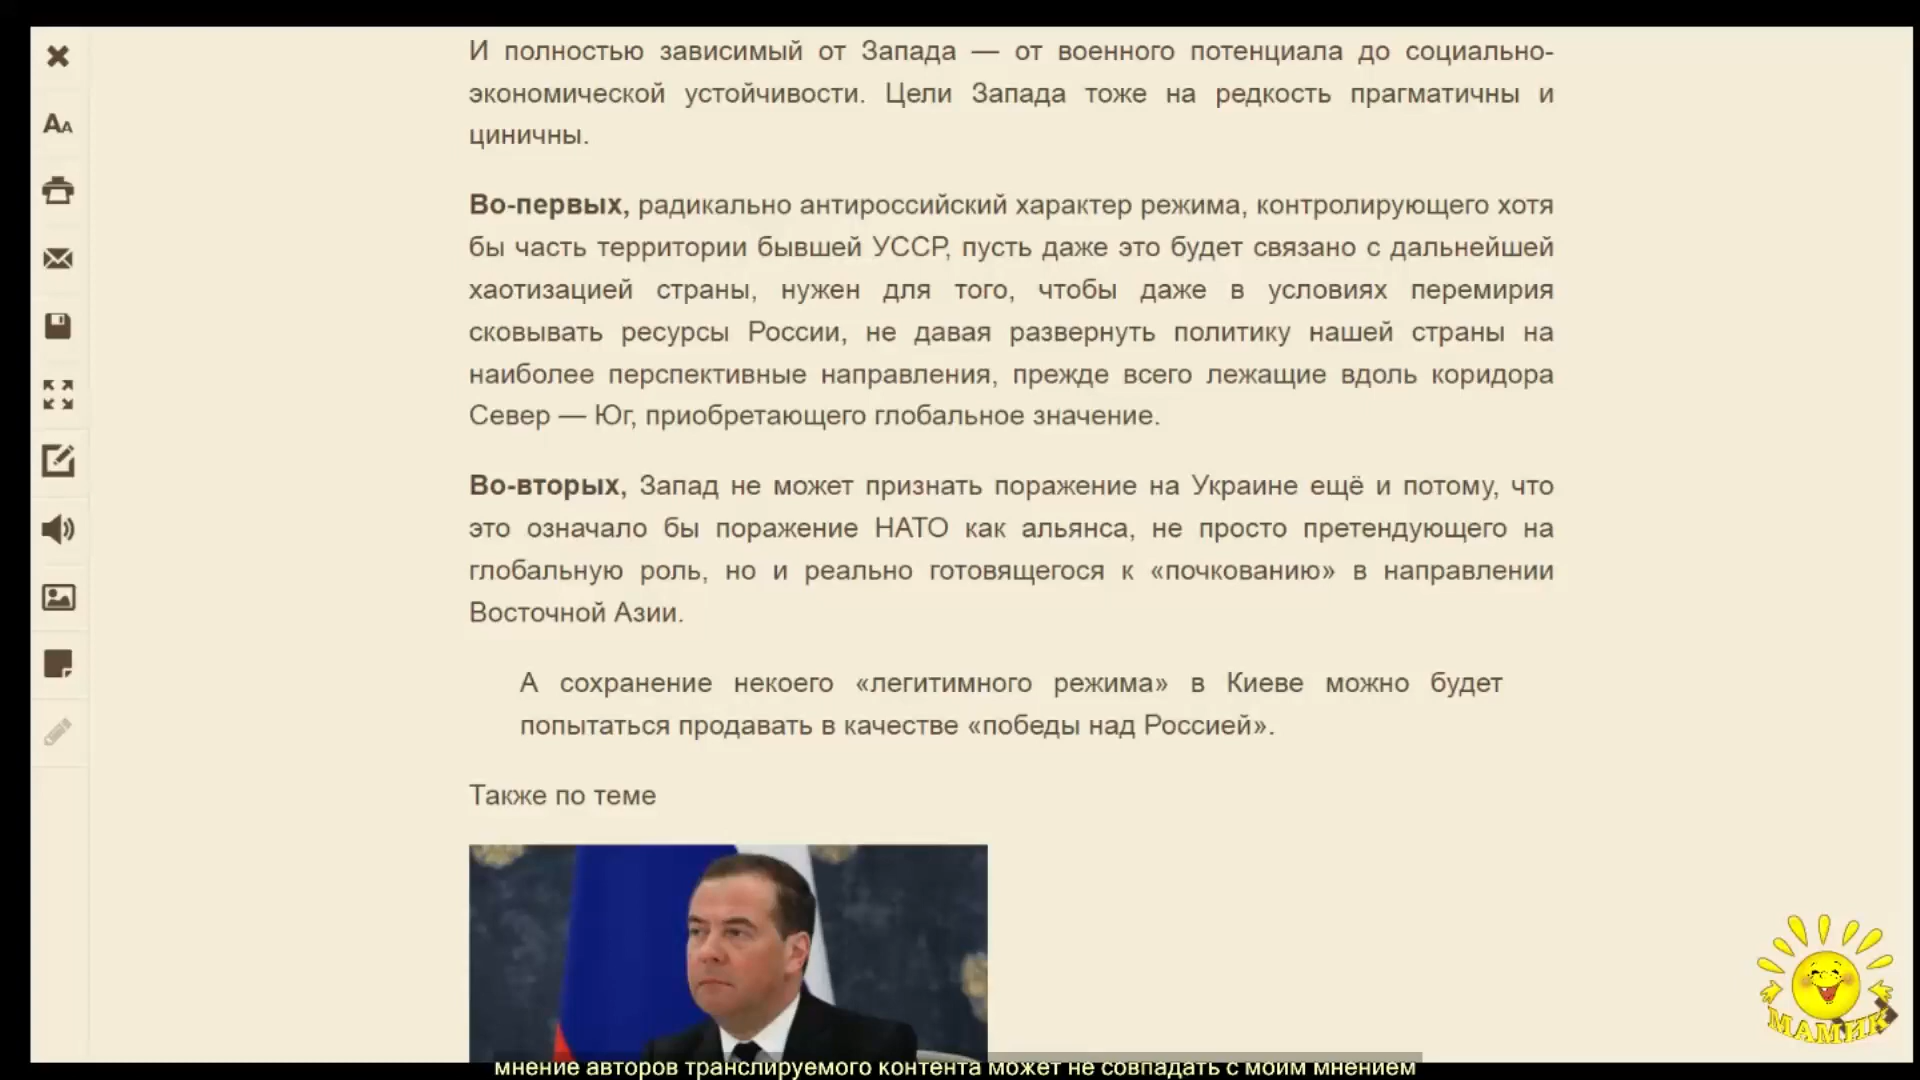 И полностью зависимый от Запада — от военного потенциала до социально-
экономической устойчивости. Цели Запада тоже на редкость прагматичны и
циничны.
Во-первых, радикально антироссийский характер режима, контролирующего хотя
бы часть территории бывшей УССР, пусть даже это будет связано с дальнейшей
хаотизацией страны, нужен для того, чтобы даже в условиях перемирия
сковывать ресурсы России, не давая развернуть политику нашей страны на
наиболее перспективные направления, прежде всего лежащие вдоль коридора
Север — Юг, приобретающего глобальное значение.
Во-вторых, Запад не может признать поражение на Украине ещё и потому, что
это означало бы поражение НАТО как альянса, не просто претендующего на
глобальную роль, но и реально готовящегося к «почкованию» в направлении
Восточной Азии.
А сохранение некоего «легитимного режима» в Киеве можно будет
попытаться продавать в качестве «победы над Россией».
Также по теме
МАМИК
мнение авторов транслируемого контента может не совпадать с моим мнением